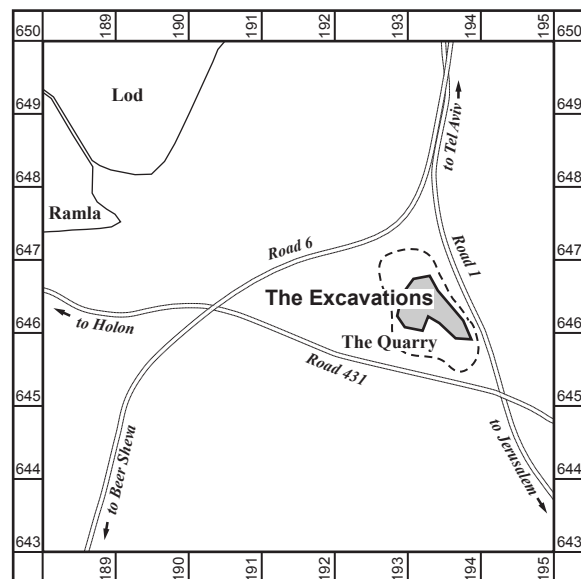 650 189 190 191 192 193 194 195 650
649 649
648 648
647 647
646 646
645 645
644 644
643 189 190 191 192 193 194 195 643
Lod
to Tel Aviv
Ramla
Road 6
Road 1
The Excavations
to Holon
The Quarry
Road 431
to Beer Sheva
to Jerusalem